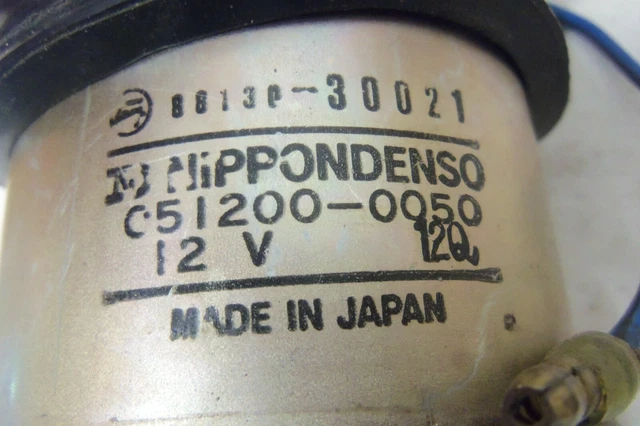 88130-30021
NIPPONDENSO
051200-0050
12 V 12Ω
MADE IN JAPAN